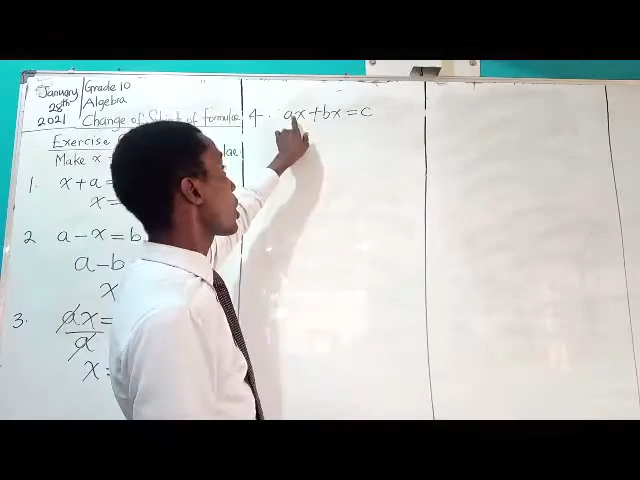 January
28th
2021
Grade 10
Algebra
Change of Subject of Formulae
Exercise
Make x
1. x + a =
x =
2 a - x = b
a - b
x
3. ax =
a
x =
4. ax + bx = c